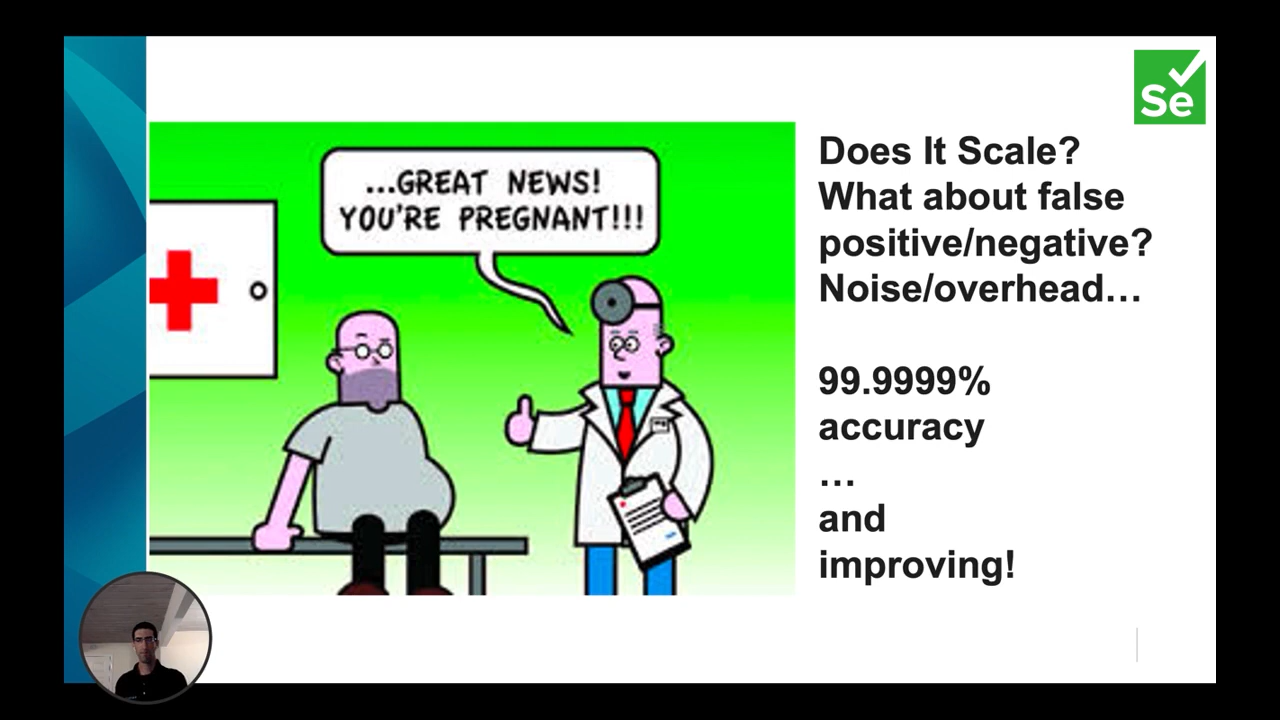 Se
...GREAT NEWS!
YOU'RE PREGNANT!!!
Does It Scale?
What about false
positive/negative?
Noise/overhead…
99.9999%
accuracy
…
and
improving!